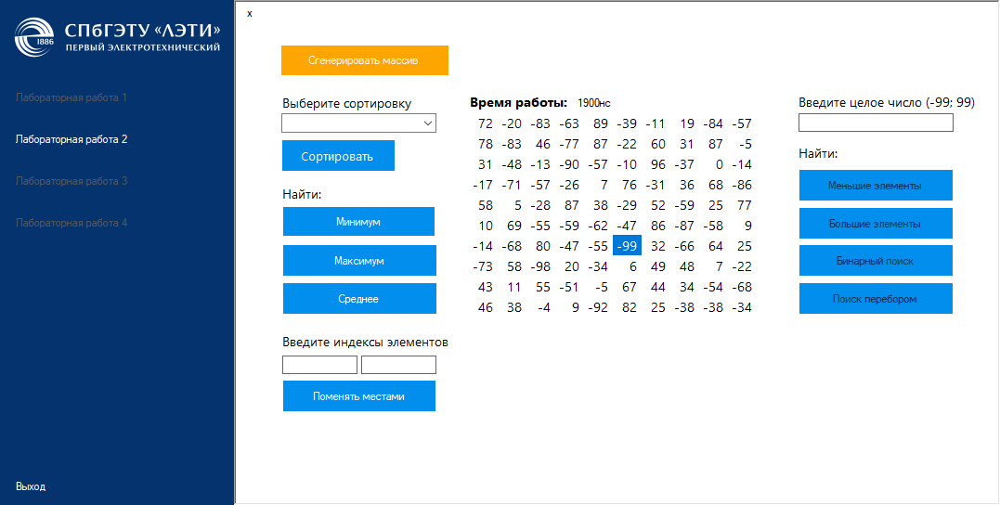 СПбГЭТУ «ЛЭТИ»
ПЕРВЫЙ ЭЛЕКТРОТЕХНИЧЕСКИЙ
1886
Лабораторная работа 1
Лабораторная работа 2
Лабораторная работа 3
Лабораторная работа 4
Выход
x
Сгенерировать массив
Выберите сортировку
Сортировать
Найти:
Минимум
Максимум
Среднее
Введите индексы элементов
Поменять местами
Время работы: 1900нс
72 -20 -83 -63 89 -39 -11 19 -84 -57
78 -83 46 -77 87 -22 60 31 87 -5
31 -48 -13 -90 -57 -10 96 -37 0 -14
-17 -71 -57 -26 7 76 -31 36 68 -86
58 5 -28 87 38 -29 52 -59 25 77
10 69 -55 -59 -62 -47 86 -87 -58 9
-14 -68 80 -47 -55 -99 32 -66 64 25
-73 58 -98 20 -34 6 49 48 7 -22
43 11 55 -51 -5 67 44 34 -54 -68
46 38 -4 9 -92 82 25 -38 -38 -34
Введите целое число (-99; 99)
Найти:
Меньшие элементы
Большие элементы
Бинарный поиск
Поиск перебором